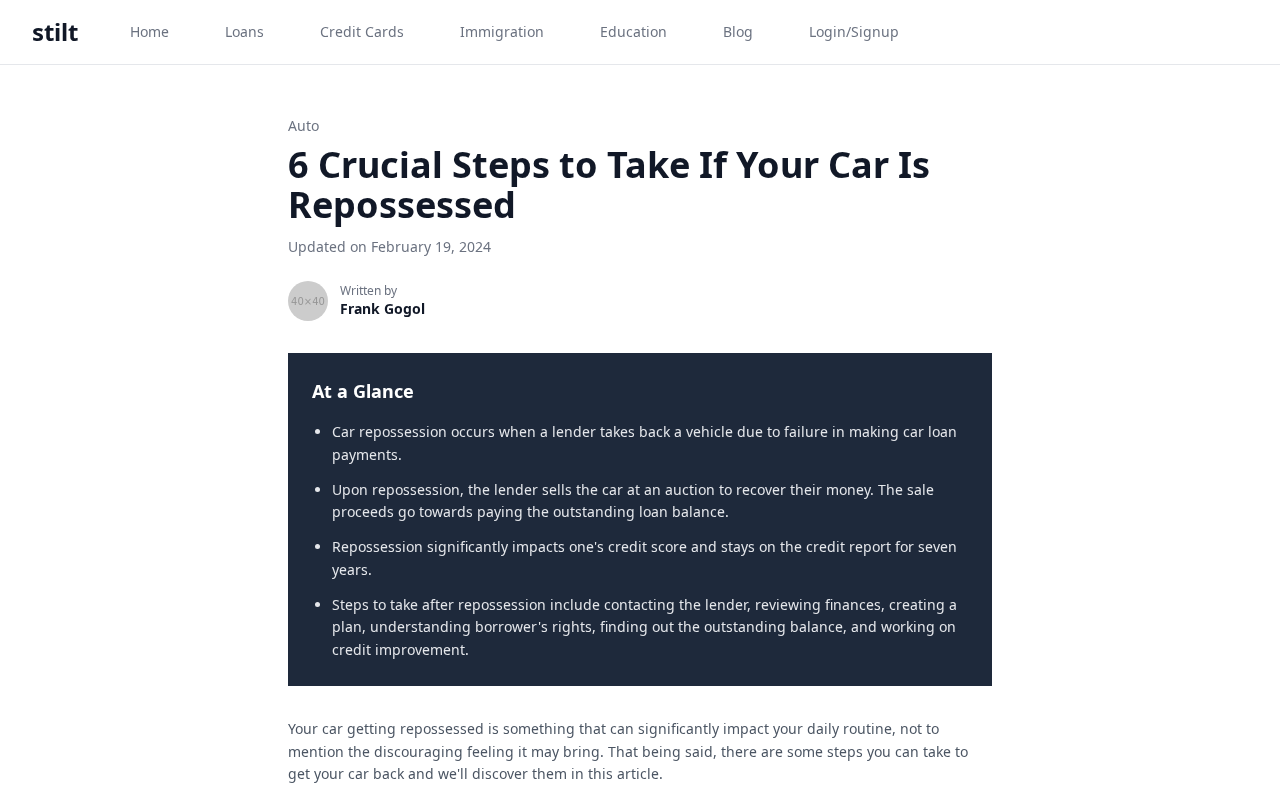 stilt
Home
Loans
Credit Cards
Immigration
Education
Blog
Login/Signup
Auto
6 Crucial Steps to Take If Your Car Is
Repossessed
Updated on February 19, 2024
40×40
Written by
Frank Gogol
At a Glance
• Car repossession occurs when a lender takes back a vehicle due to failure in making car loan
payments.
• Upon repossession, the lender sells the car at an auction to recover their money. The sale
proceeds go towards paying the outstanding loan balance.
• Repossession significantly impacts one's credit score and stays on the credit report for seven
years.
• Steps to take after repossession include contacting the lender, reviewing finances, creating a
plan, understanding borrower's rights, finding out the outstanding balance, and working on
credit improvement.
Your car getting repossessed is something that can significantly impact your daily routine, not to
mention the discouraging feeling it may bring. That being said, there are some steps you can take to
get your car back and we'll discover them in this article.